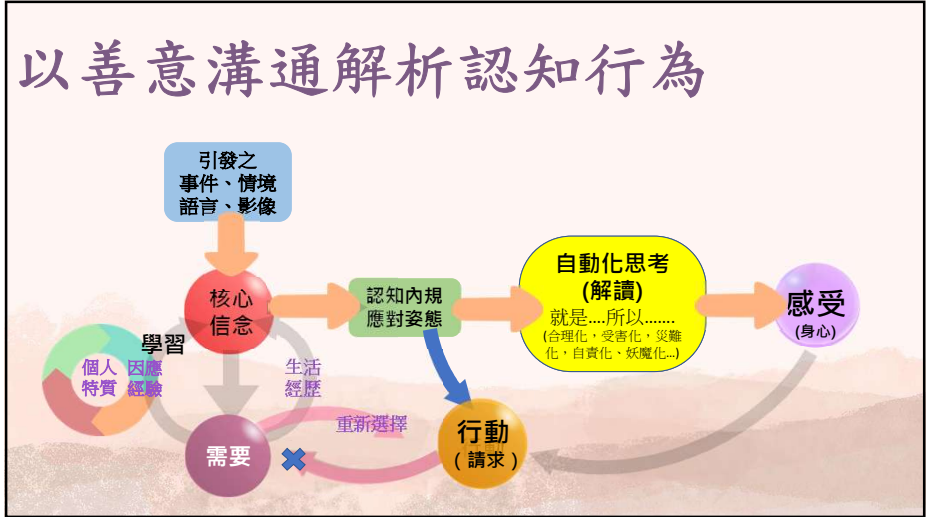 以善意溝通解析認知行為
引發之
事件、情境
語言、影像
核心
信念
認知內規
應對姿態
自動化思考
(解讀)
就是....所以.......
(合理化，受害化，災難
化，自責化、妖魔化...)
感受
(身心)
學習
個人 因應
特質 經驗
生活
經歷
重新選擇
需要
行動
（請求）